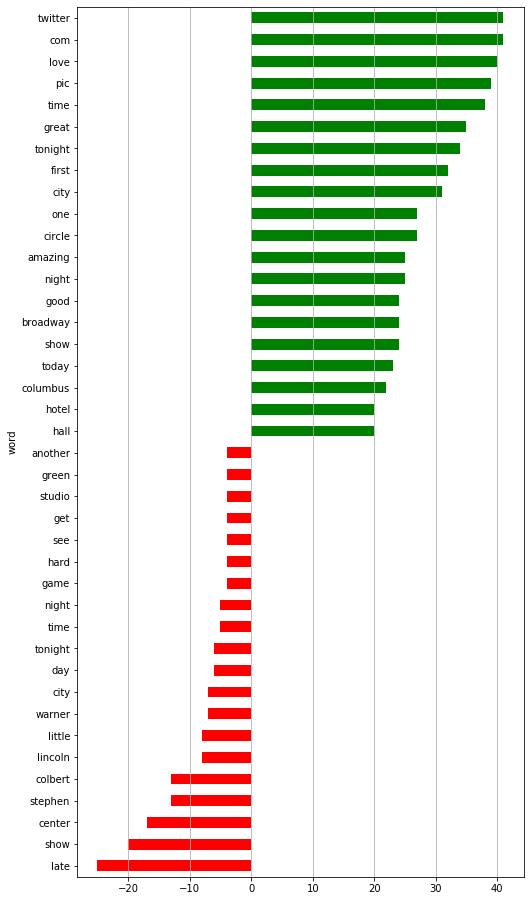 twitter
com
love
pic
time
great
tonight
first
city
one
circle
amazing
night
good
broadway
show
today
columbus
hotel
hall
word
another
green
studio
get
see
hard
game
night
time
tonight
day
city
warner
little
lincoln
colbert
stephen
center
show
late
−20 −10 0 10 20 30 40